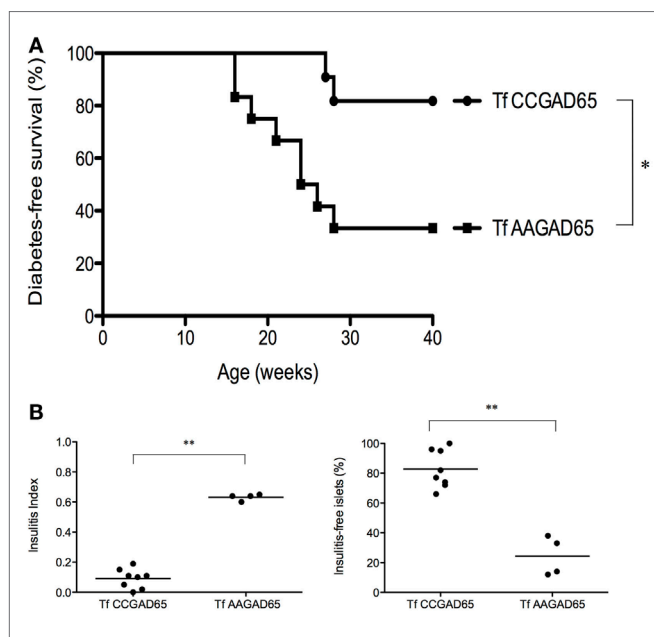 A
Diabetes-free survival (%)
100
80
60
40
20
0
0 10 20 30 40
Age (weeks)
Tf CCGAD65
Tf AAGAD65
*
B
Insulitis Index
1.0
0.8
0.6
0.4
0.2
0.0
**
Tf CCGAD65 Tf AAGAD65
Insulitis-free islets (%)
100
80
60
40
20
0
**
Tf CCGAD65 Tf AAGAD65